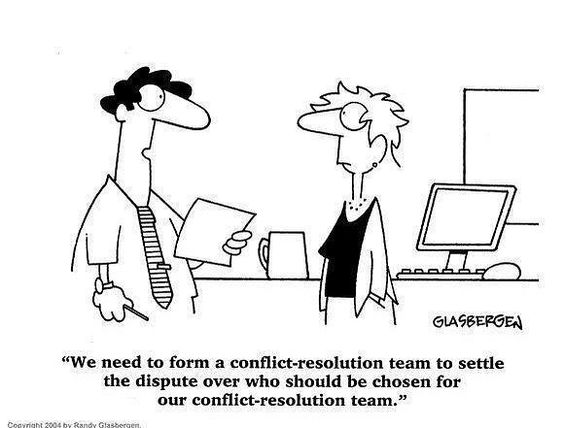 GLASBERGEN
“We need to form a conflict-resolution team to settle
the dispute over who should be chosen for
our conflict-resolution team.”
Copyright 2004 by Randy Glasbergen.